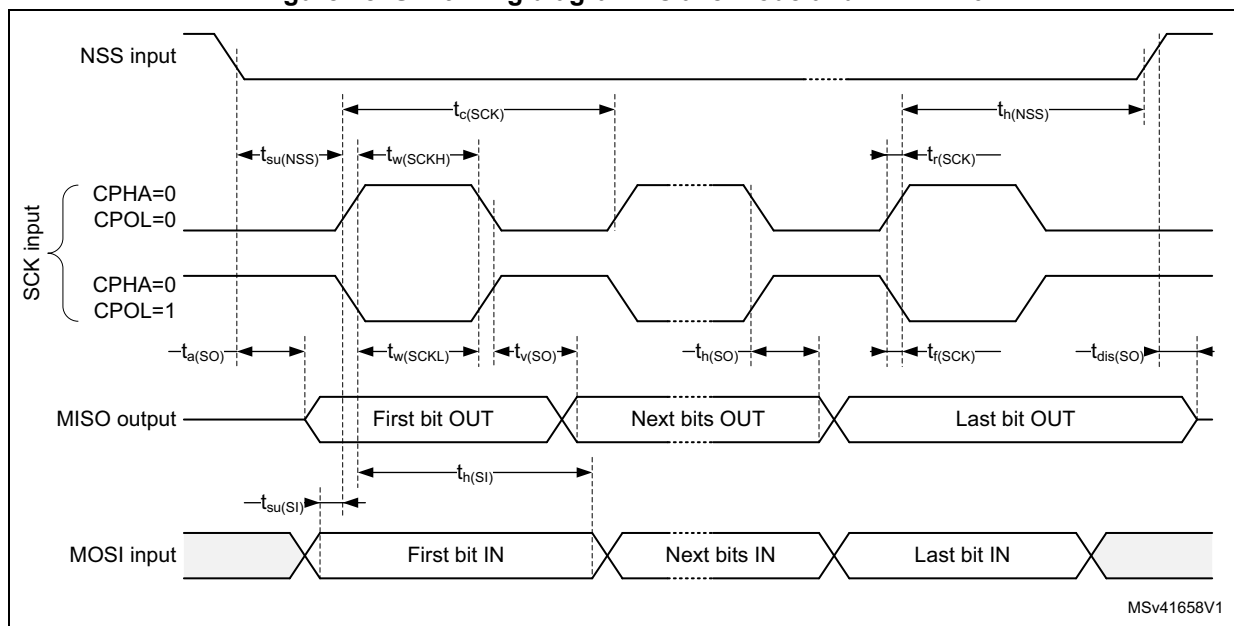 NSS input
tc(SCK)
th(NSS)
tsu(NSS)
tw(SCKH)
tr(SCK)
SCK input
CPHA=0
CPOL=0
CPHA=0
CPOL=1
ta(SO)
tw(SCKL)
tv(SO)
th(SO)
tf(SCK)
tdis(SO)
MISO output
First bit OUT
Next bits OUT
Last bit OUT
th(SI)
tsu(SI)
MOSI input
First bit IN
Next bits IN
Last bit IN
MSv41658V1